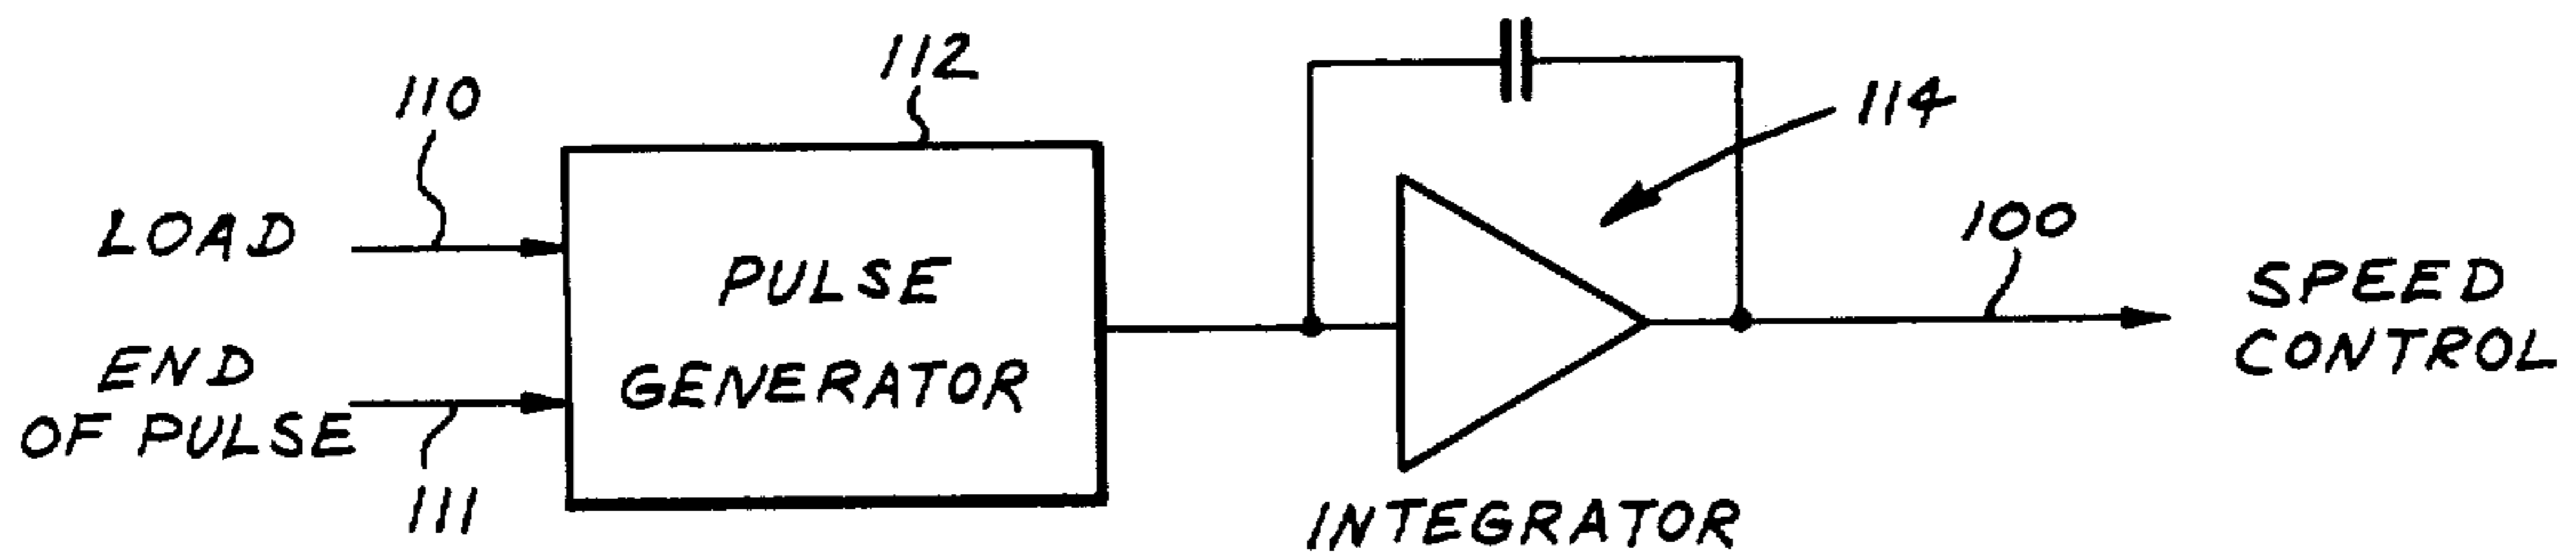 112
110
114
LOAD
PULSE
GENERATOR
100
SPEED
CONTROL
END
OF PULSE
111
INTEGRATOR